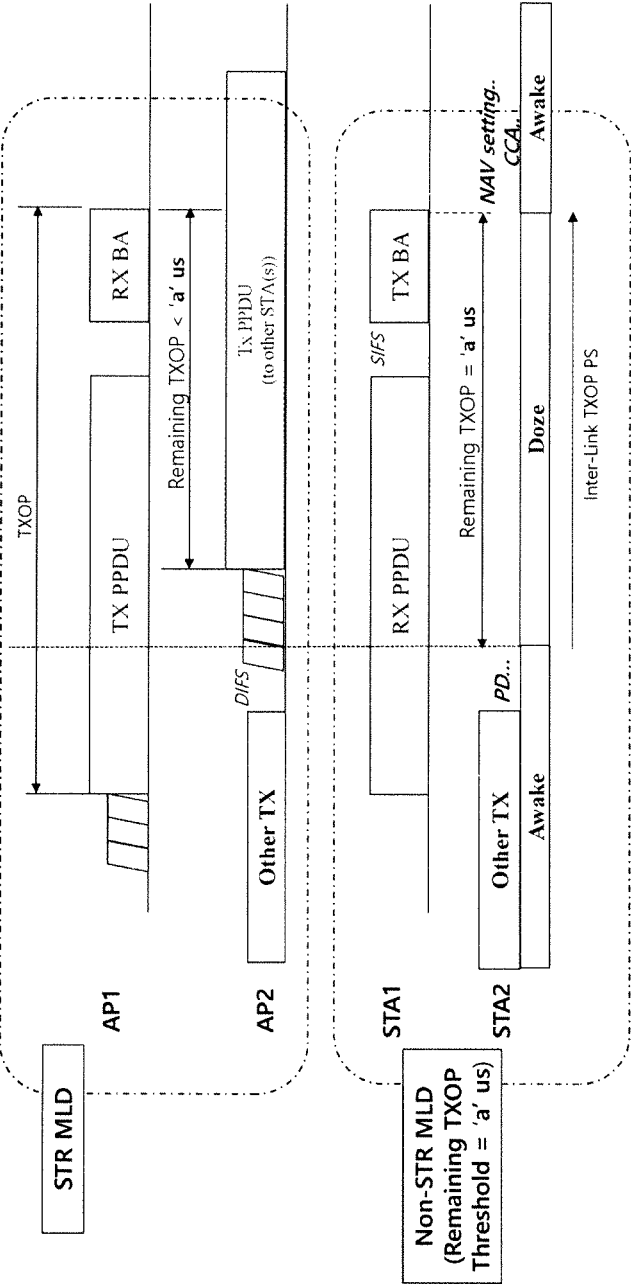 STR MLD
TXOP
AP1
TX PPDU
RX BA
Remaining TXOP < 'a' us
AP2
Other TX
DIFS
Tx PPDU
(to other STA(s))
Non-STR MLD
(Remaining TXOP
Threshold = 'a' us)
STA1
RX PPDU
SIFS
TX BA
Remaining TXOP = 'a' us
NAV setting..
CCA..
STA2
Other TX
PD...
Awake
Doze
Awake
Inter-Link TXOP PS